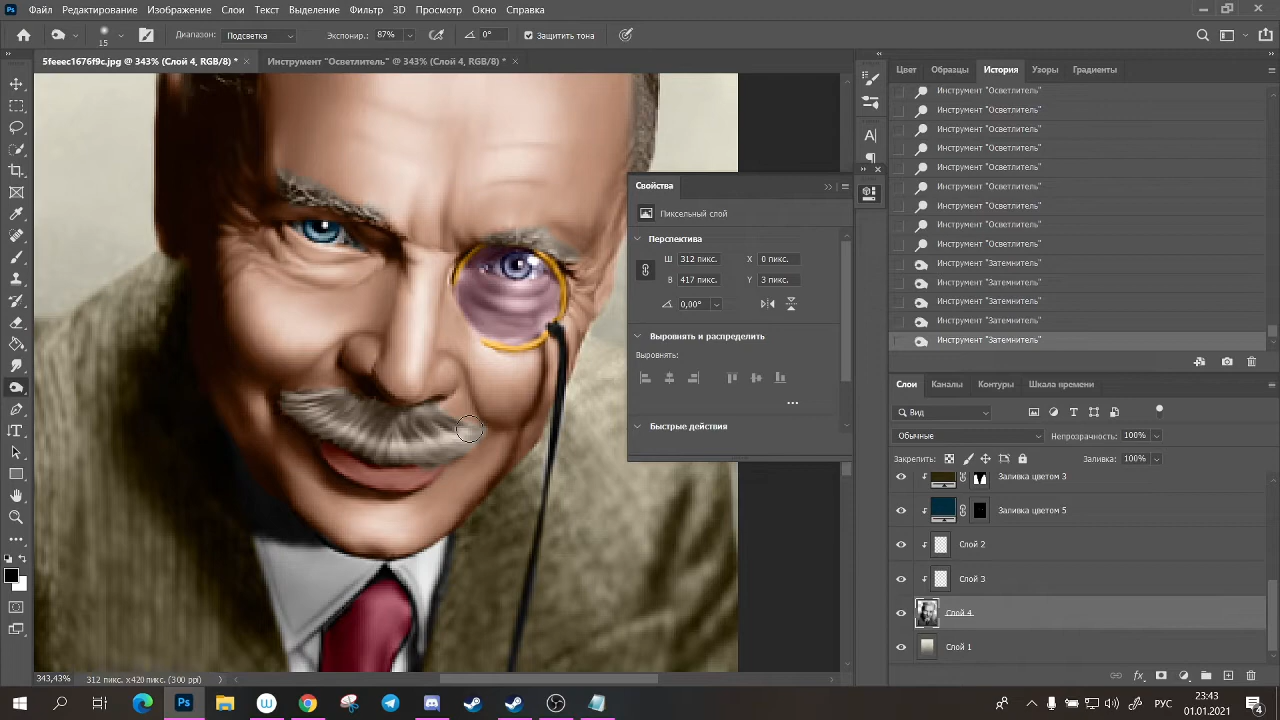 Файл Редактирование Изображение Слои Текст Выделение Фильтр 3D Просмотр Окно Справка
15 Диапазон: Подсветка Экспонир.: 87% 0° Защитить тона
5feeec1676f9c.jpg @ 343% (Слой 4, RGB/8) * Инструмент "Осветлитель" @ 343% (Слой 4, RGB/8) *
Цвет Образцы История Узоры Градиенты
Инструмент "Осветлитель"
Инструмент "Осветлитель"
Инструмент "Осветлитель"
Инструмент "Осветлитель"
Инструмент "Осветлитель"
Инструмент "Осветлитель"
Инструмент "Осветлитель"
Инструмент "Осветлитель"
Инструмент "Осветлитель"
Инструмент "Затемнитель"
Инструмент "Затемнитель"
Инструмент "Затемнитель"
Инструмент "Затемнитель"
Инструмент "Затемнитель"
Свойства
Пиксельный слой
Перспектива
Ш 312 пикс. X 0 пикс.
В 417 пикс. Y 3 пикс.
0,00°
Выровнять и распределить
Выровнять:
Быстрые действия
Слои Каналы Контуры Шкала времени
Вид
Обычные Непрозрачность: 100%
Закрепить: Заливка: 100%
Заливка цветом 3
Заливка цветом 5
Слой 2
Слой 3
Слой 4
Слой 1
343,43% 312 пикс. x 420 пикс. (300 ppi)
Ps РУС 23:43
01.01.2021 4